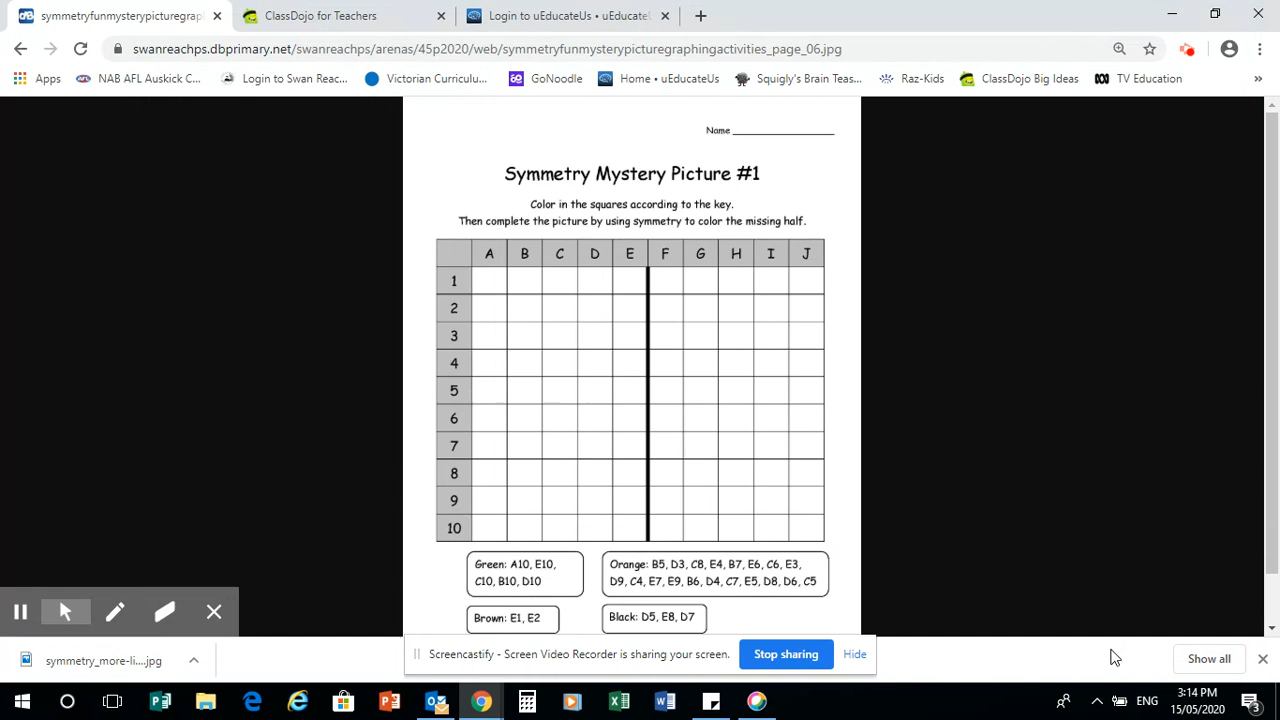 symmetryfunmysterypicturegraph
ClassDojo for Teachers
Login to uEducateUs • uEducateU
swanreachps.dbprimary.net/swanreachps/arenas/45p2020/web/symmetryfunmysterypicturegraphingactivities_page_06.jpg
Apps NAB AFL Auskick C... Login to Swan Reac... Victorian Curriculu... GoNoodle Home • uEducateUs Squigly's Brain Teas... Raz-Kids ClassDojo Big Ideas TV Education »
Name
Symmetry Mystery Picture #1
Color in the squares according to the key.
Then complete the picture by using symmetry to color the missing half.
A B C D E F G H I J
1
2
3
4
5
6
7
8
9
10
Green: A10, E10,
C10, B10, D10
Orange: B5, D3, C8, E4, B7, E6, C6, E3,
D9, C4, E7, E9, B6, D4, C7, E5, D8, D6, C5
Brown: E1, E2
Black: D5, E8, D7
Screencastify - Screen Video Recorder is sharing your screen. Stop sharing Hide
symmetry_more-li....jpg
Show all
ENG
3:14 PM
15/05/2020
3